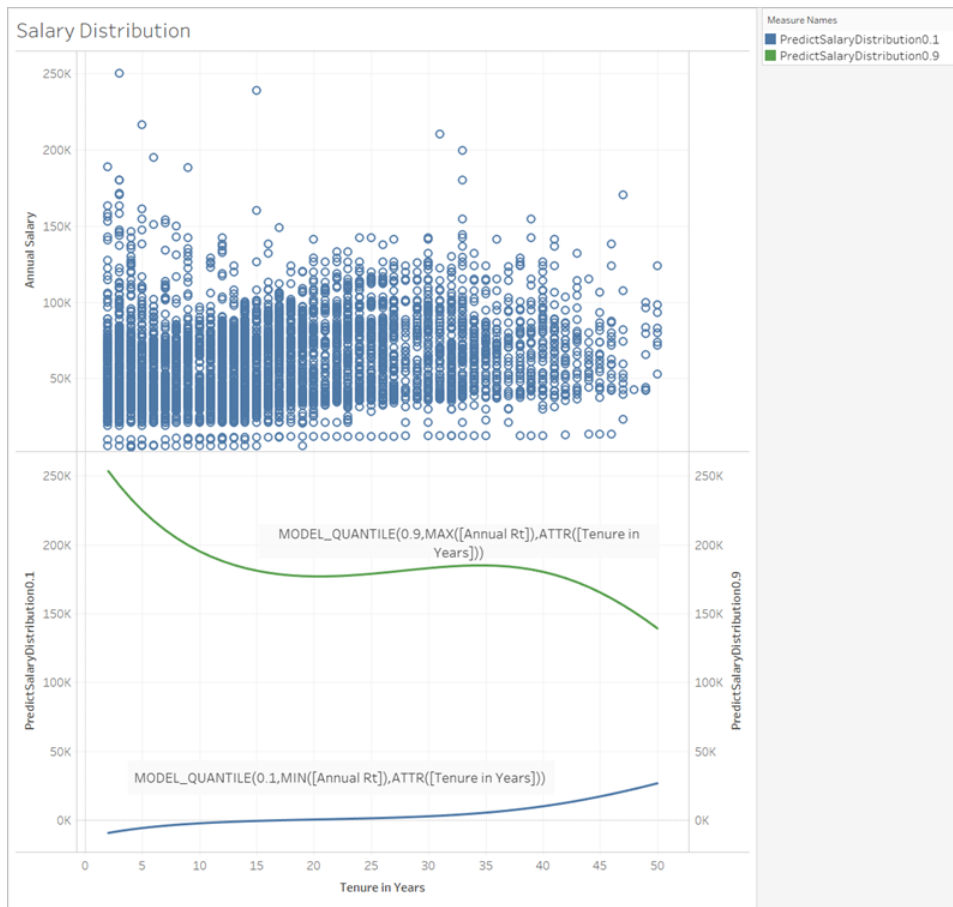 Salary Distribution
Measure Names
PredictSalaryDistribution0.1
PredictSalaryDistribution0.9
Annual Salary
250K
200K
150K
100K
50K
PredictSalaryDistribution0.1
250K
200K
150K
100K
50K
0K
MODEL_QUANTILE(0.9,MAX([Annual Rt]),ATTR([Tenure in
Years]))
MODEL_QUANTILE(0.1,MIN([Annual Rt]),ATTR([Tenure in Years]))
250K
200K
150K
100K
50K
0K
PredictSalaryDistribution0.9
0 5 10 15 20 25 30 35 40 45 50
Tenure in Years